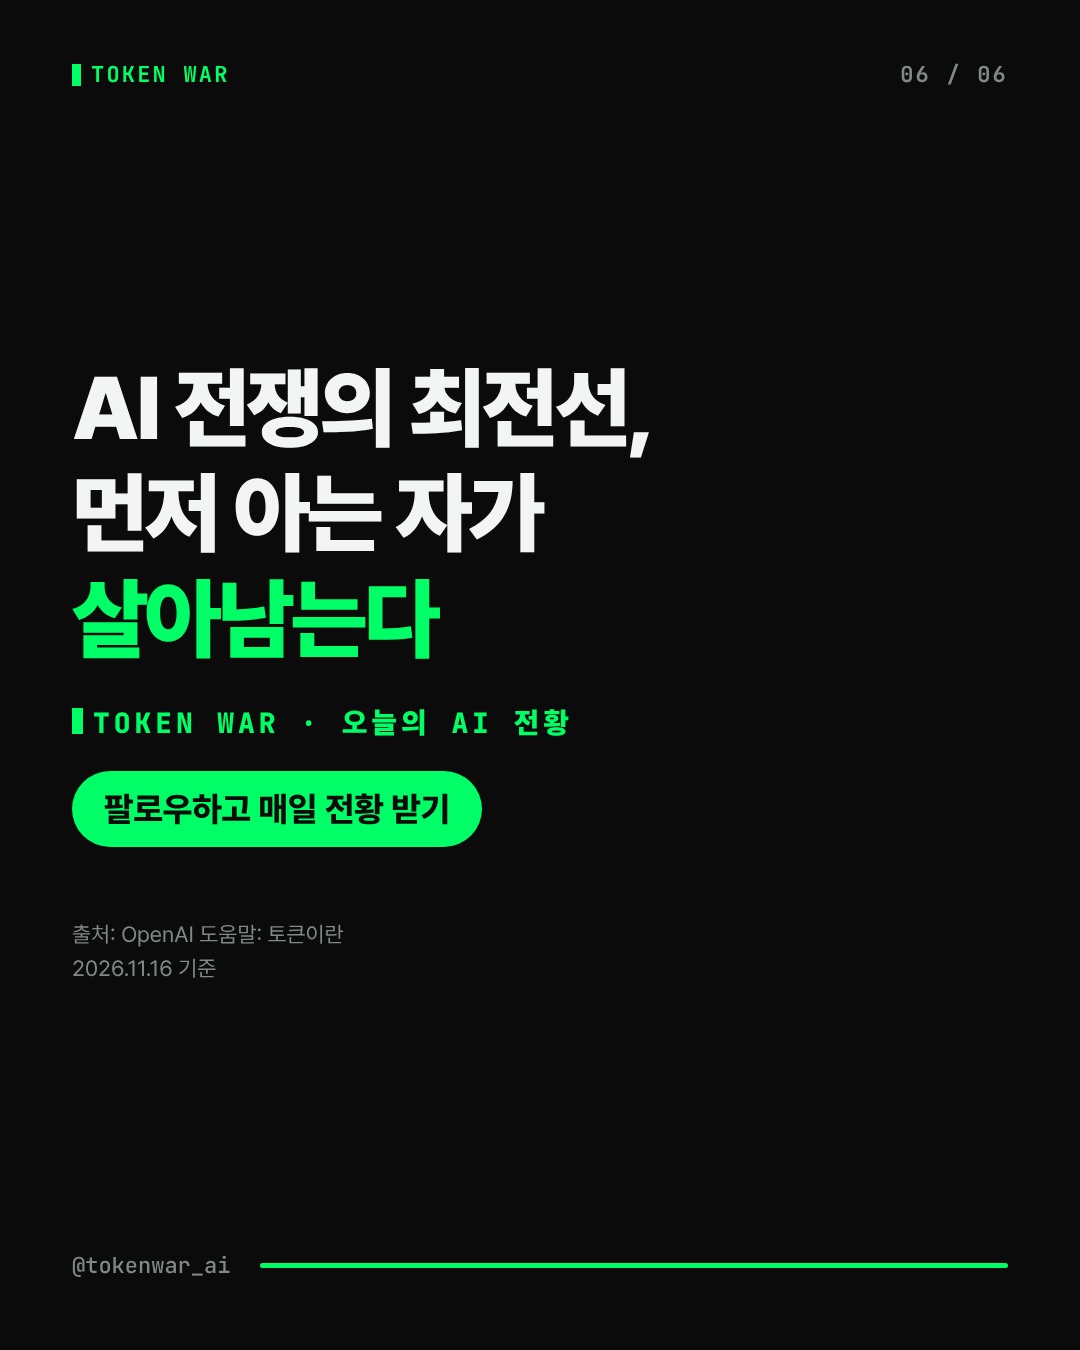 TOKEN WAR
06 / 06
AI 전쟁의 최전선,
먼저 아는 자가
살아남는다
TOKEN WAR · 오늘의 AI 전황
팔로우하고 매일 전황 받기
출처: OpenAI 도움말: 토큰이란
2026.11.16 기준
@tokenwar_ai